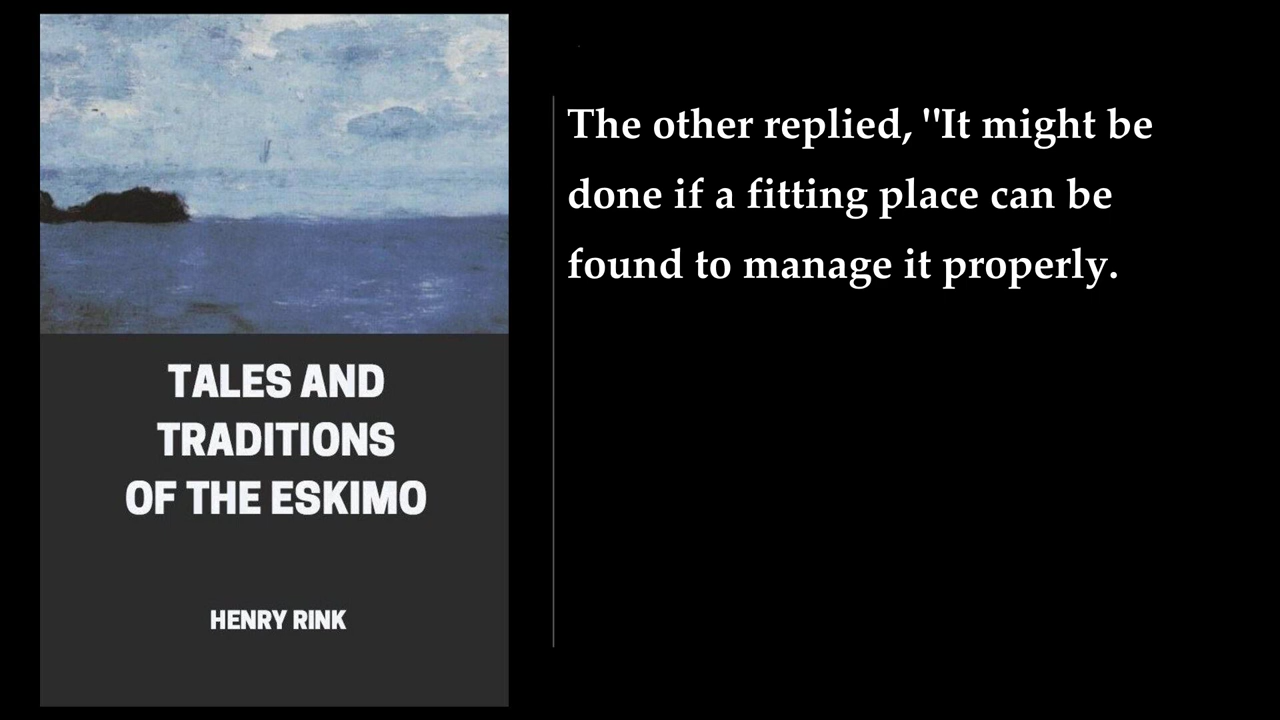 TALES AND
TRADITIONS
OF THE ESKIMO
HENRY RINK
The other replied, "It might be
done if a fitting place can be
found to manage it properly.